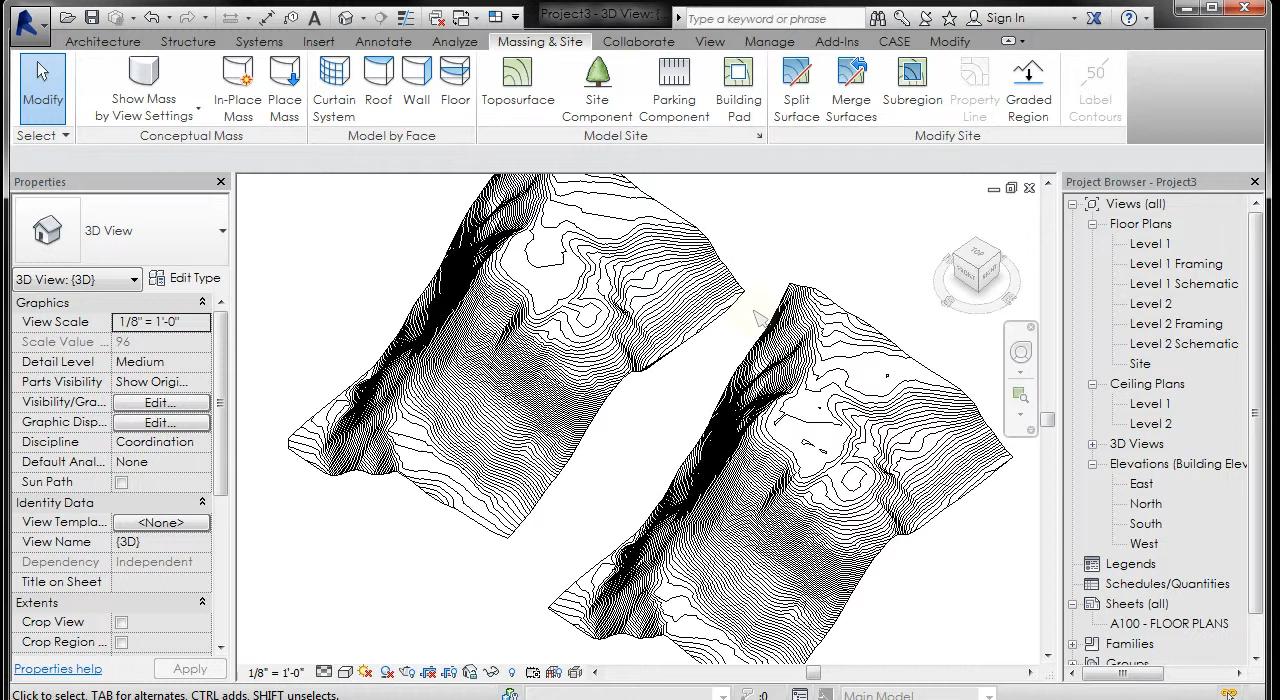 Project3 - 3D View: {
Type a keyword or phrase
Sign In
Architecture Structure Systems Insert Annotate Analyze Massing & Site Collaborate View Manage Add-Ins CASE Modify
Modify
Show Mass
by View Settings
In-Place
Mass
Place
Mass
Curtain
System
Roof
Wall
Floor
Toposurface
Site
Component
Parking
Component
Building
Pad
Split
Surface
Merge
Surfaces
Subregion
Property
Line
Graded
Region
50
Label
Contours
Select
Conceptual Mass
Model by Face
Model Site
Modify Site
Properties
3D View
3D View: {3D}
Edit Type
Graphics
View Scale 1/8" = 1'-0"
Scale Value ... 96
Detail Level Medium
Parts Visibility Show Origi...
Visibility/Gra... Edit...
Graphic Disp... Edit...
Discipline Coordination
Default Anal... None
Sun Path
Identity Data
View Templa... <None>
View Name {3D}
Dependency Independent
Title on Sheet
Extents
Crop View
Crop Region ...
Properties help
Apply
TOP
FRONT
RIGHT
1/8" = 1'-0"
Project Browser - Project3
Views (all)
Floor Plans
Level 1
Level 1 Framing
Level 1 Schematic
Level 2
Level 2 Framing
Level 2 Schematic
Site
Ceiling Plans
Level 1
Level 2
3D Views
Elevations (Building Elev
East
North
South
West
Legends
Schedules/Quantities
Sheets (all)
A100 - FLOOR PLANS
Families
Groups
Click to select, TAB for alternates, CTRL adds, SHIFT unselects.
:0
Main Model